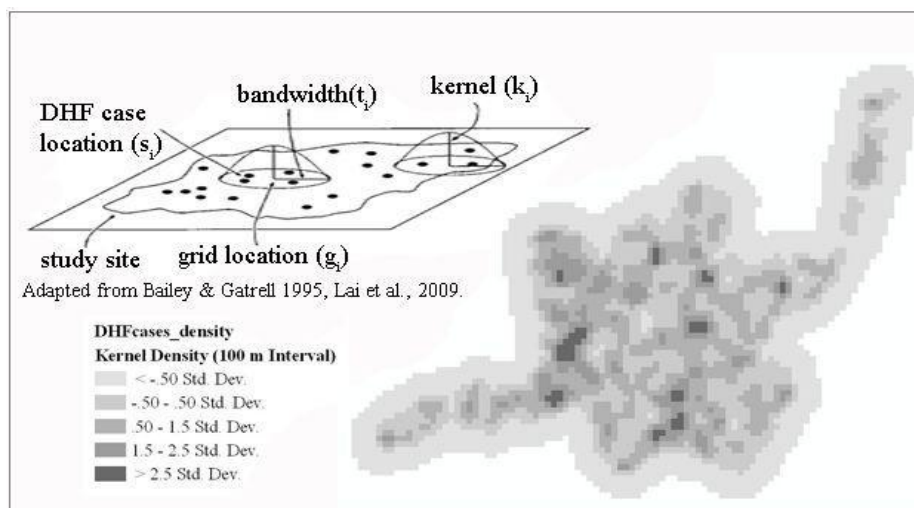 kernel (kᵢ)
bandwidth(tᵢ)
DHF case
location (sᵢ)
study site
grid location (gᵢ)
Adapted from Bailey & Gatrell 1995, Lai et al., 2009.
DHFcases_density
Kernel Density (100 m Interval)
< -.50 Std. Dev.
-.50 - .50 Std. Dev.
.50 - 1.5 Std. Dev.
1.5 - 2.5 Std. Dev.
> 2.5 Std. Dev.